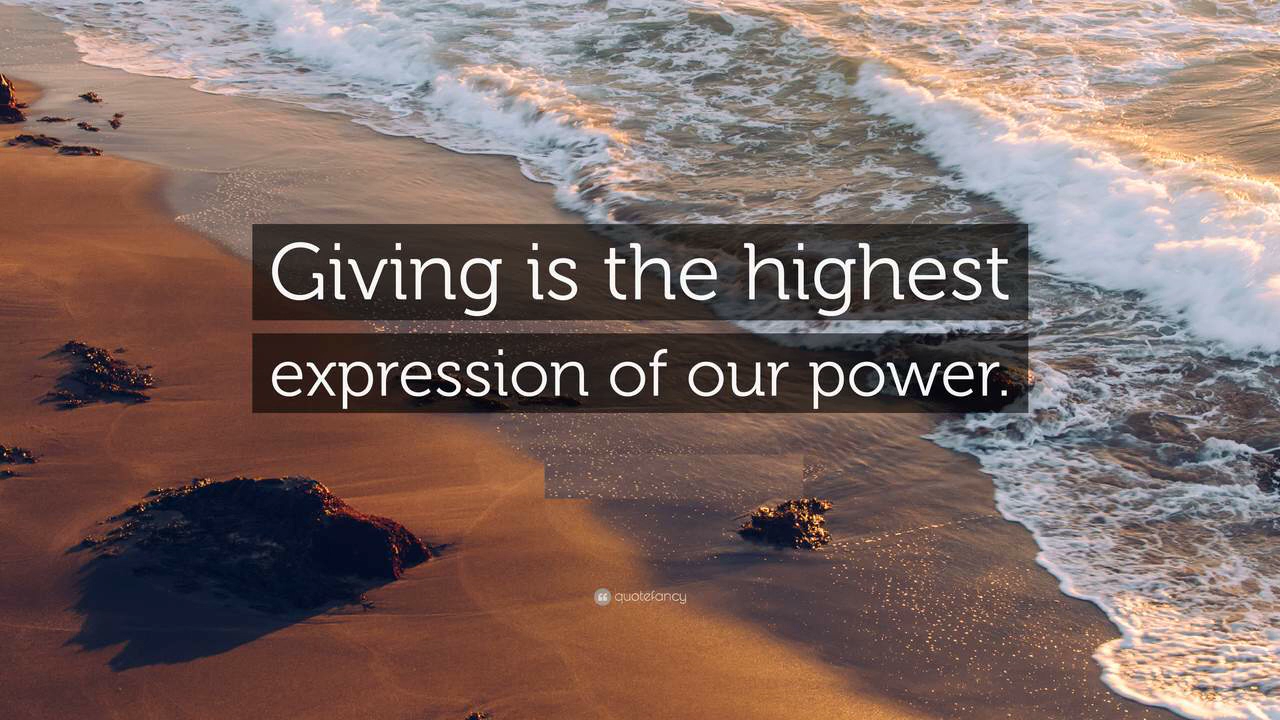 Giving is the highest
expression of our power.
quotefancy